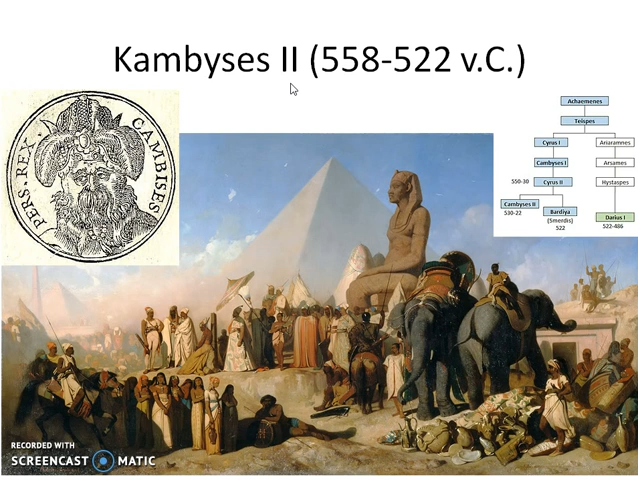 Kambyses II (558-522 v.C.)
PERS·REX·
CAMBISES
Achaemenes
Teispes
Cyrus I
Ariaramnes
Cambyses I
Arsames
550-30
Cyrus II
Hystaspes
Cambyses II
530-22
Bardiya
(Smerdis)
522
Darius I
522-486
RECORDED WITH
SCREENCAST MATIC